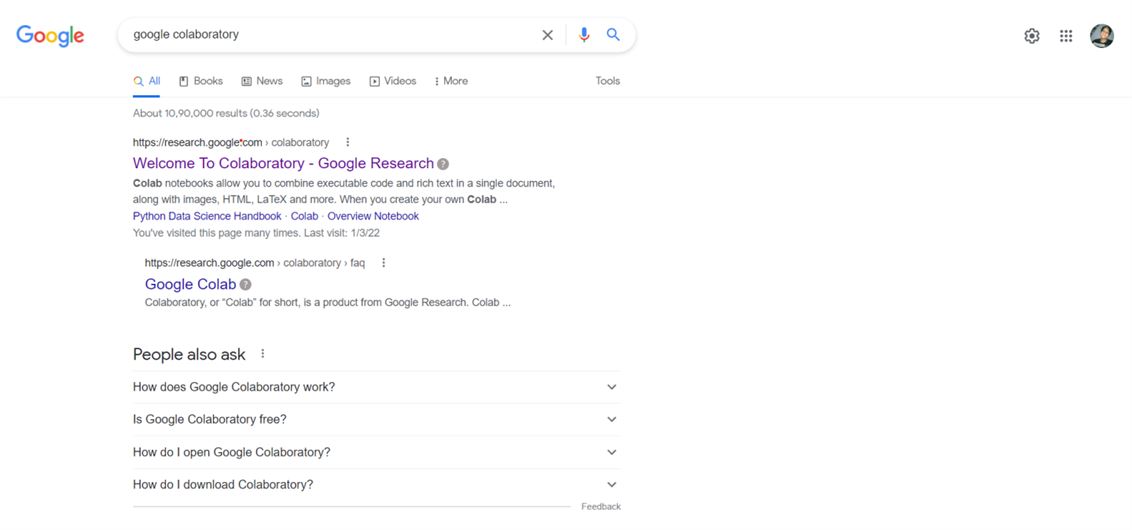 Google
google colaboratory
All Books News Images Videos More Tools
About 10,90,000 results (0.36 seconds)
https://research.google.com › colaboratory
Welcome To Colaboratory - Google Research
Colab notebooks allow you to combine executable code and rich text in a single document,
along with images, HTML, LaTeX and more. When you create your own Colab ...
Python Data Science Handbook · Colab · Overview Notebook
You've visited this page many times. Last visit: 1/3/22
https://research.google.com › colaboratory › faq
Google Colab
Colaboratory, or “Colab” for short, is a product from Google Research. Colab ...
People also ask
How does Google Colaboratory work?
Is Google Colaboratory free?
How do I open Google Colaboratory?
How do I download Colaboratory?
Feedback